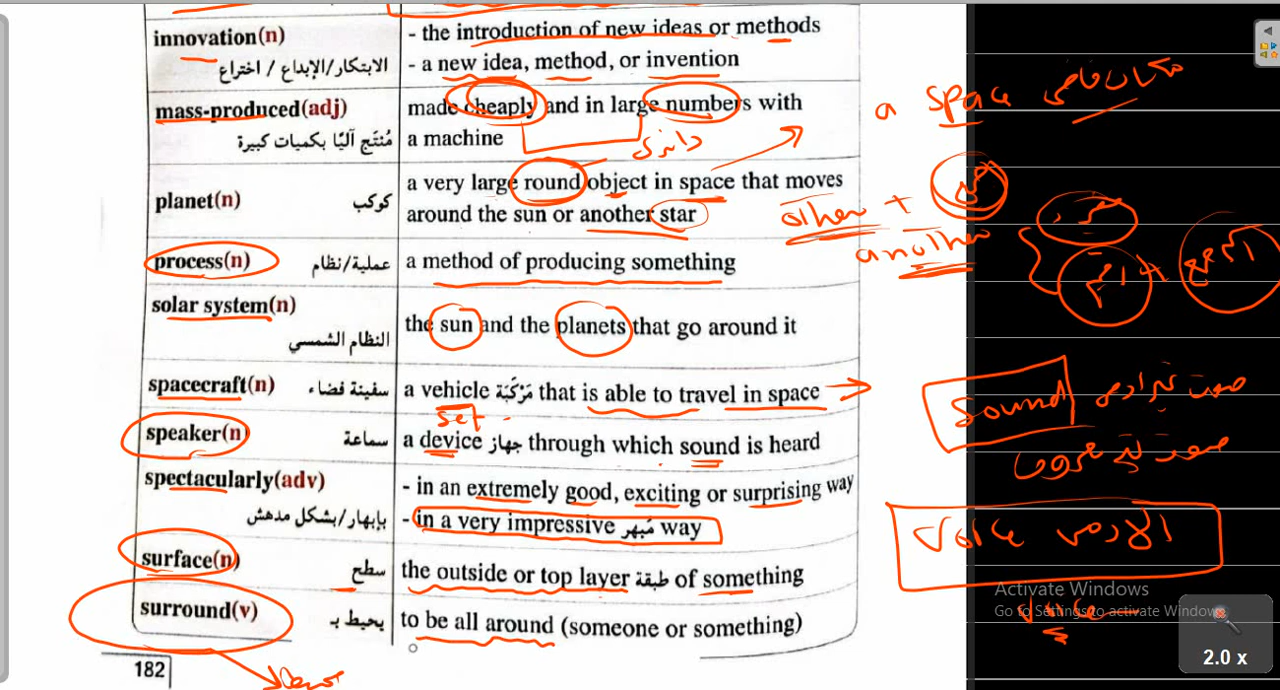 innovation(n)
- the introduction of new ideas or methods
الابتكار/الإبداع / اختراع
- a new idea, method, or invention
mass-produced(adj)
made cheaply and in large numbers with
مُنتَج آليًا بكميات كبيرة
a machine
دائرى
a space مكان فاضى
planet(n)
كوكب
a very large round object in space that moves
around the sun or another star
other +
another
process(n)
عملية/نظام
a method of producing something
solar system(n)
النظام الشمسي
the sun and the planets that go around it
spacecraft(n)
سفينة فضاء
a vehicle مَرْكَبَة that is able to travel in space
set
sound
speaker(n)
سماعة
a device جهاز through which sound is heard
spectacularly(adv)
- in an extremely good, exciting or surprising way
بإبهار/بشكل مدهش
- in a very impressive مُبهر way
surface(n)
سطح
the outside or top layer طبقة of something
surround(v)
يحيط بـ
to be all around (someone or something)
182
Activate Windows
Go to Settings to activate Windows.
2.0 x